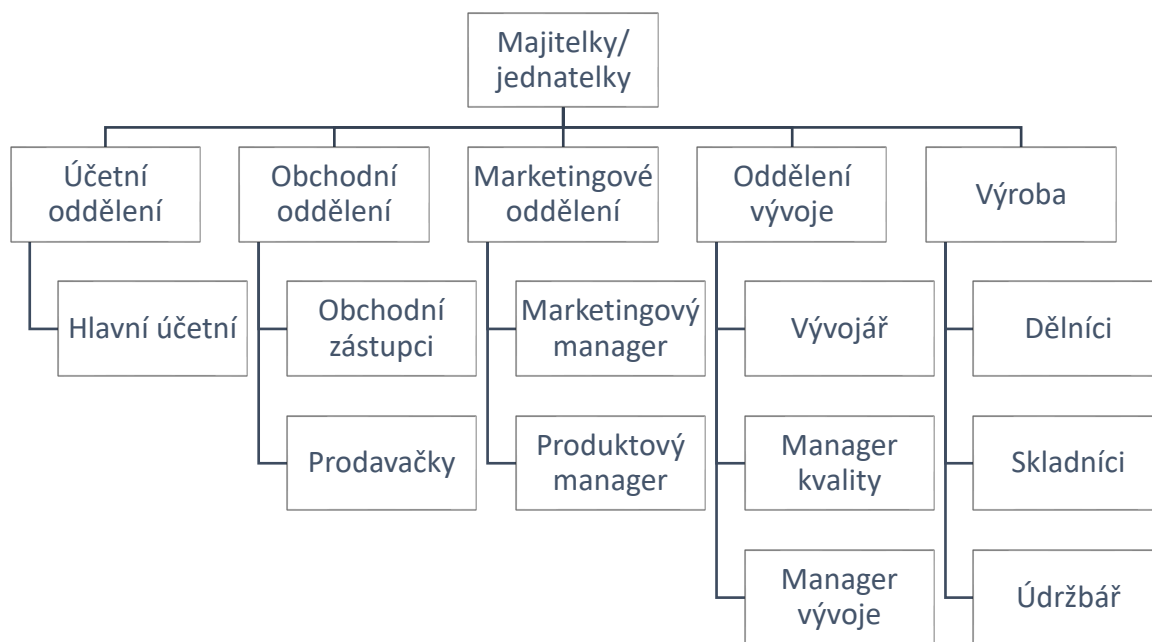 Majitelky/
jednatelky
Účetní
oddělení
Obchodní
oddělení
Marketingové
oddělení
Oddělení
vývoje
Výroba
Hlavní účetní
Obchodní
zástupci
Marketingový
manager
Vývojář
Dělníci
Prodavačky
Produktový
manager
Manager
kvality
Skladníci
Manager
vývoje
Údržbář